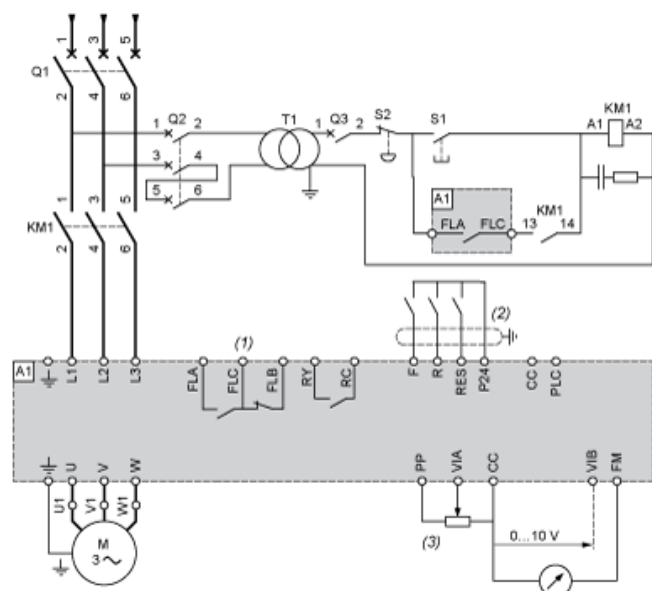 1 3 5
Q1
2 4 6
1 Q2 2 T1 1 Q3 2 S2 S1 KM1
A1 A2
3 4
5 6
A1 KM1
FLA FLC 13 14
1 3 5
KM1
2 4 6
(1) (2)
A1 L1 L2 L3 FLA FLC FLB RY RC F R RES P24 CC PLC
U V W PP VIA CC VIB FM
U1 V1 W1
(3) 0...10 V
M
3